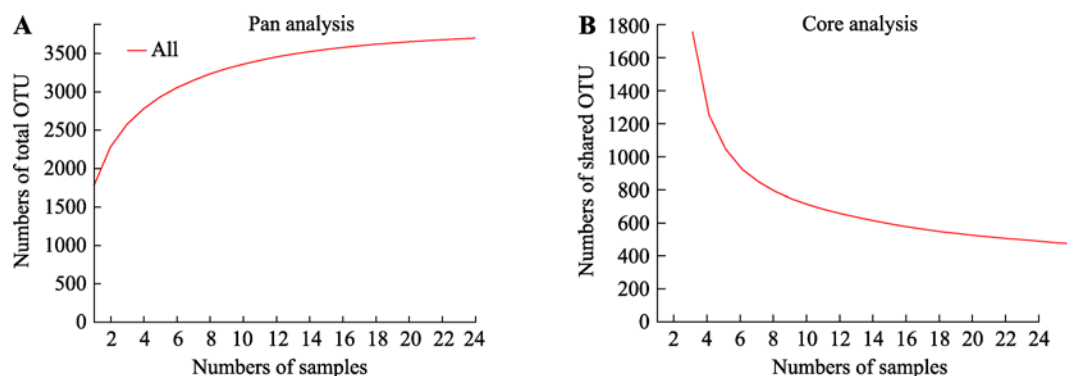 A
Pan analysis
All
Numbers of total OTU
3500
3000
2500
2000
1500
1000
500
0
2 4 6 8 10 12 14 16 18 20 22 24
Numbers of samples
B
Core analysis
Numbers of shared OTU
1800
1600
1400
1200
1000
800
600
400
200
0
2 4 6 8 10 12 14 16 18 20 22 24
Numbers of samples